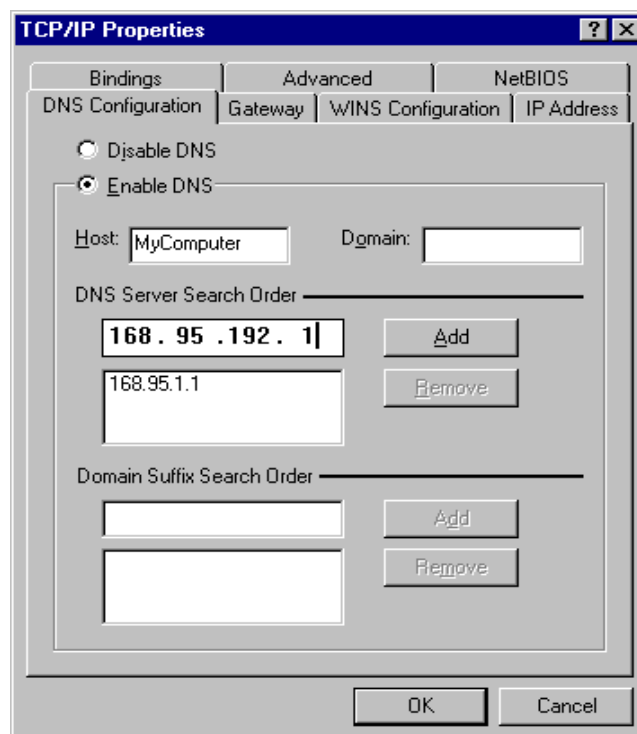 TCP/IP Properties ? ×
Bindings Advanced NetBIOS
DNS Configuration Gateway WINS Configuration IP Address
Disable DNS
Enable DNS
Host: MyComputer Domain:
DNS Server Search Order
168. 95 .192. 1 Add
168.95.1.1 Remove
Domain Suffix Search Order
Add
Remove
OK Cancel